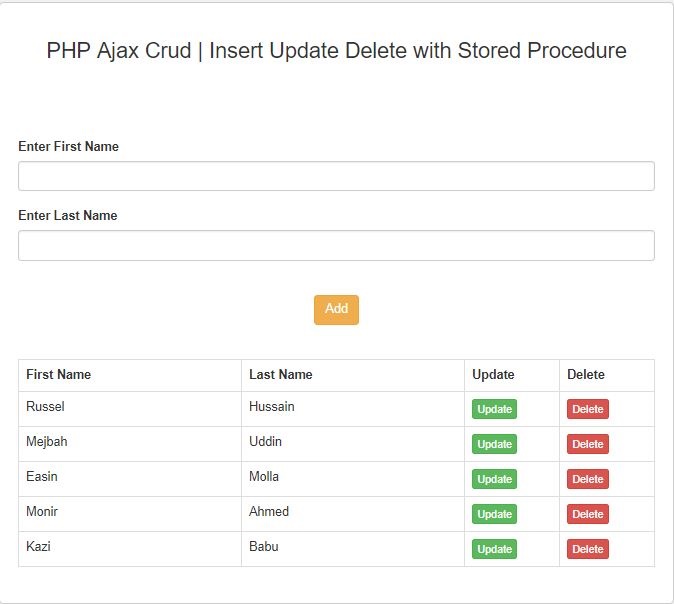 PHP Ajax Crud | Insert Update Delete with Stored Procedure
Enter First Name
Enter Last Name
Add
First Name Last Name Update Delete
Russel Hussain Update Delete
Mejbah Uddin Update Delete
Easin Molla Update Delete
Monir Ahmed Update Delete
Kazi Babu Update Delete